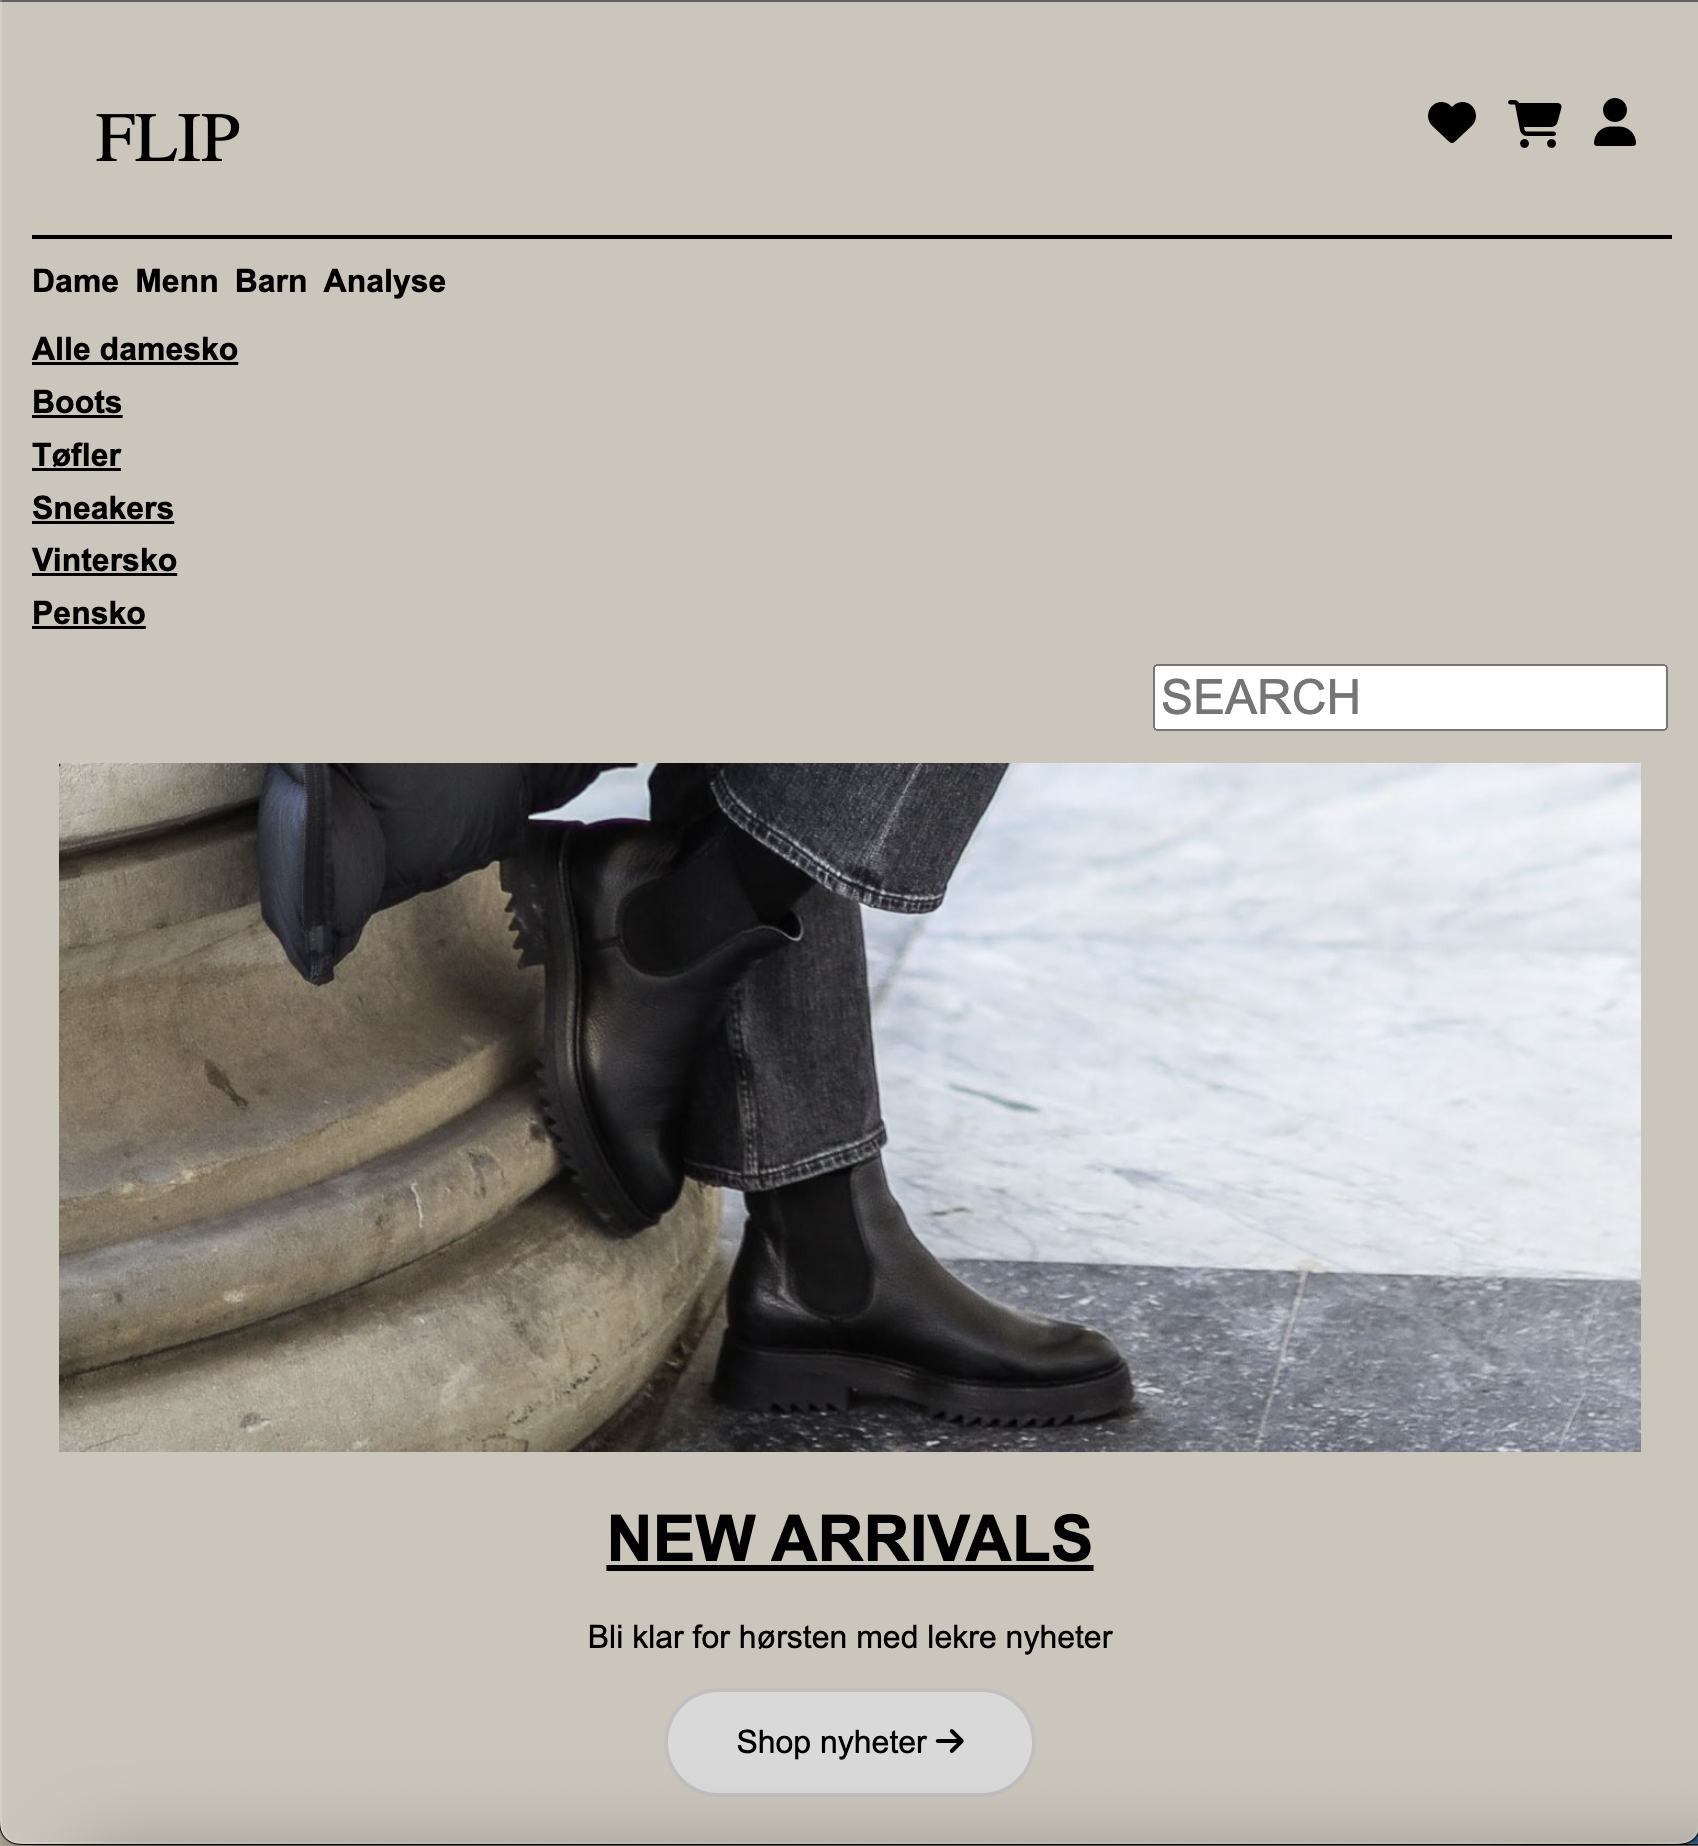 FLIP
Dame Menn Barn Analyse
Alle damesko
Boots
Tøfler
Sneakers
Vintersko
Pensko
SEARCH
NEW ARRIVALS
Bli klar for hørsten med lekre nyheter
Shop nyheter →